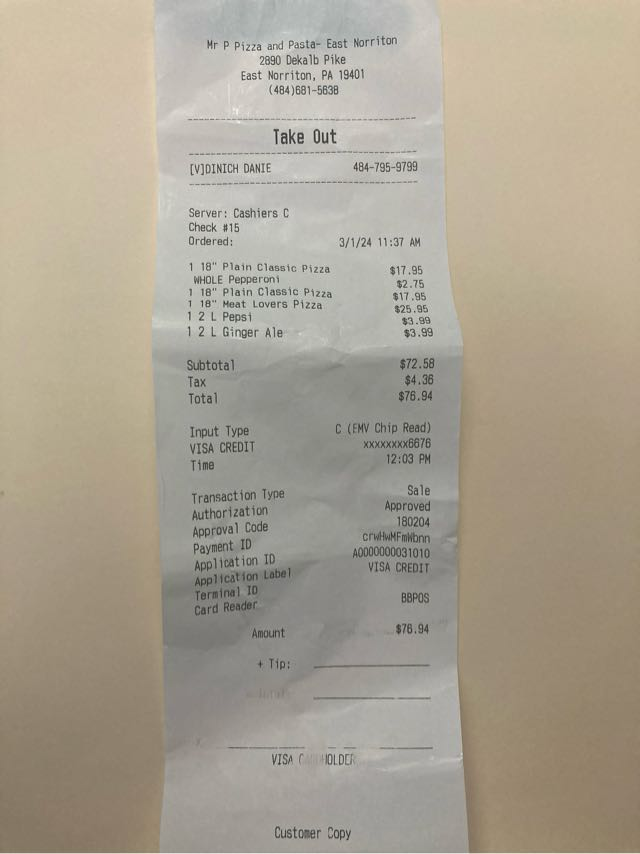 Mr P Pizza and Pasta- East Norriton
2890 Dekalb Pike
East Norriton, PA 19401
(484)681-5638
Take Out
[V]DINICH DANIE 484-795-9799
Server: Cashiers C
Check #15
Ordered: 3/1/24 11:37 AM
1 18" Plain Classic Pizza $17.95
WHOLE Pepperoni $2.75
1 18" Plain Classic Pizza $17.95
1 18" Meat Lovers Pizza $25.95
1 2 L Pepsi $3.99
1 2 L Ginger Ale $3.99
Subtotal $72.58
Tax $4.36
Total $76.94
Input Type C (EMV Chip Read)
VISA CREDIT xxxxxxxx6676
Time 12:03 PM
Transaction Type Sale
Authorization Approved
Approval Code 180204
Payment ID crwHwMFmWbnn
Application ID A0000000031010
Application Label VISA CREDIT
Terminal ID
Card Reader BBPOS
Amount $76.94
+ Tip:
X
VISA CARDHOLDER
Customer Copy